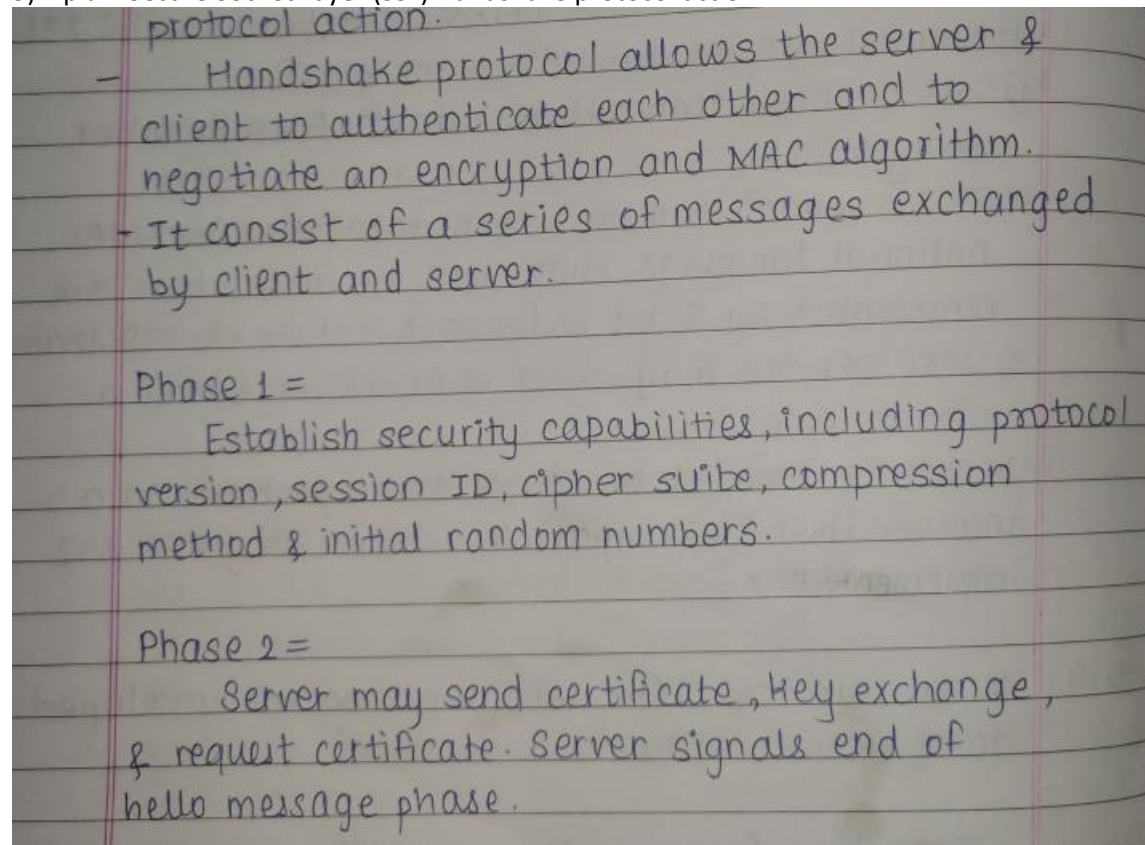 protocol action.
- Handshake protocol allows the server &
client to authenticate each other and to
negotiate an encryption and MAC algorithm.
- It consist of a series of messages exchanged
by client and server.
Phase 1 =
Establish security capabilities, including protocol
version, session ID, cipher suite, compression
method & initial random numbers.
Phase 2 =
Server may send certificate, key exchange,
& request certificate. Server signals end of
hello message phase.